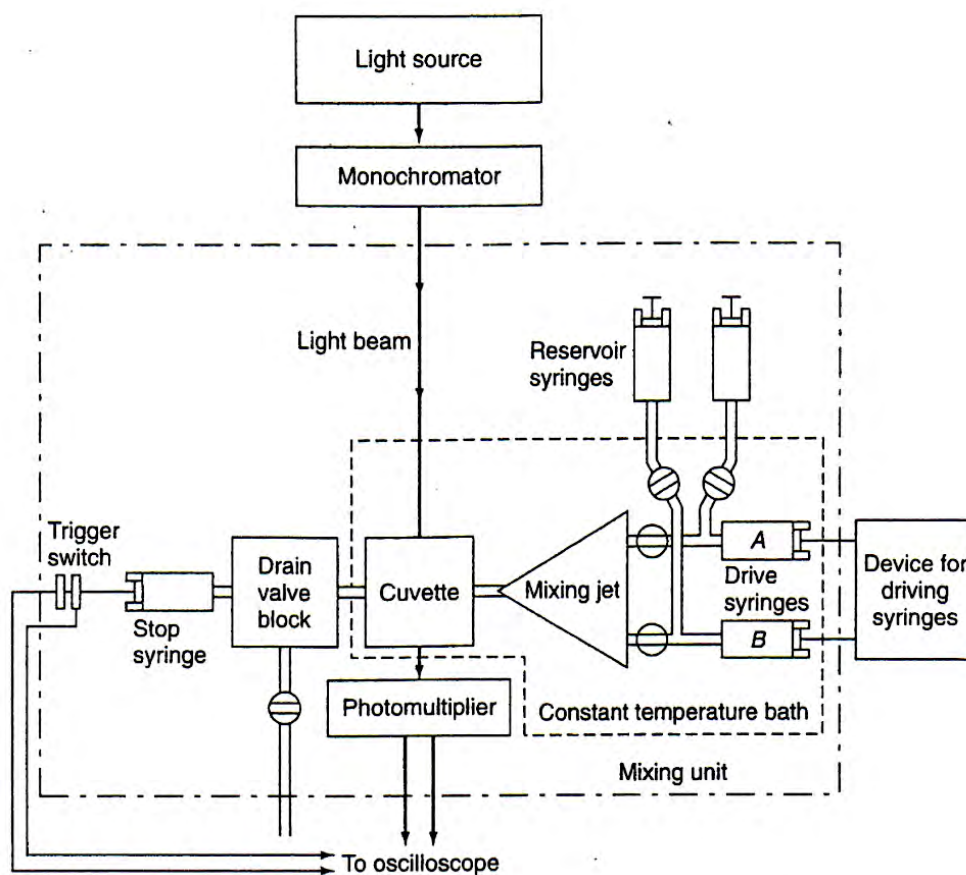 Light source
Monochromator
Light beam
Reservoir
syringes
Trigger
switch
Stop
syringe
Drain
valve
block
Cuvette
Mixing jet
A
Drive
syringes
B
Device for
driving
syringes
Photomultiplier
Constant temperature bath
Mixing unit
To oscilloscope